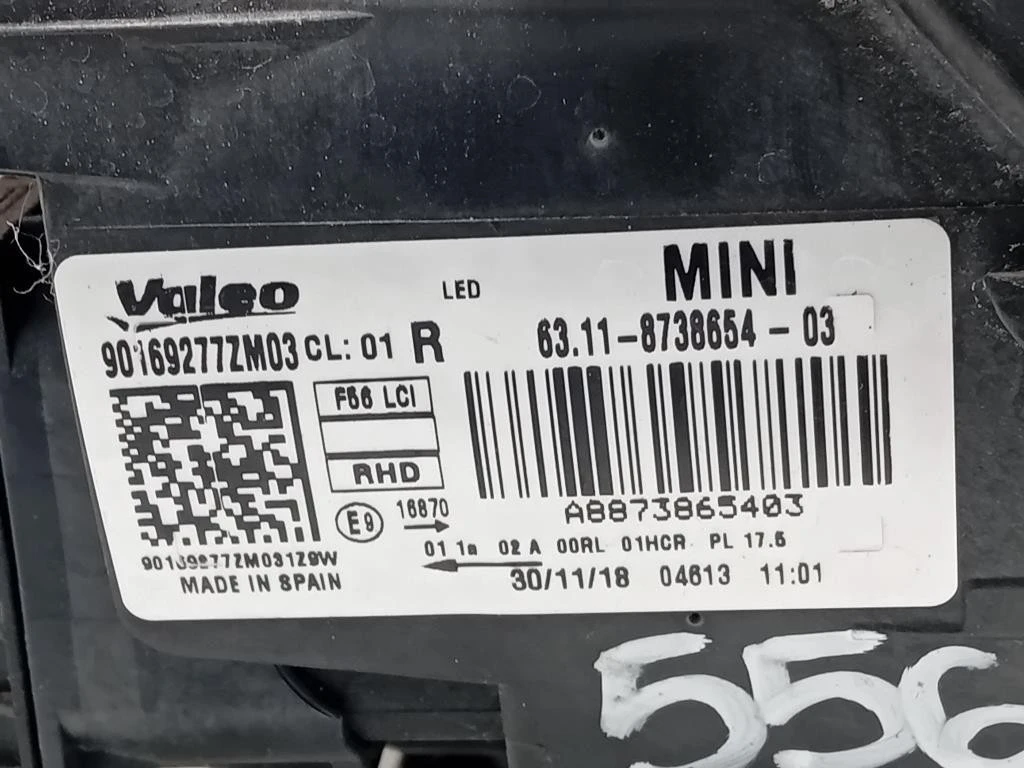 Valeo LED MINI
90169277ZM03 CL: 01 R 63.11-8738654-03
F56 LCI
RHD
E9 16870
A8873865403
01 1a 02 A 00RL 01HCR PL 17.5
MADE IN SPAIN
30/11/18 04613 11:01
556